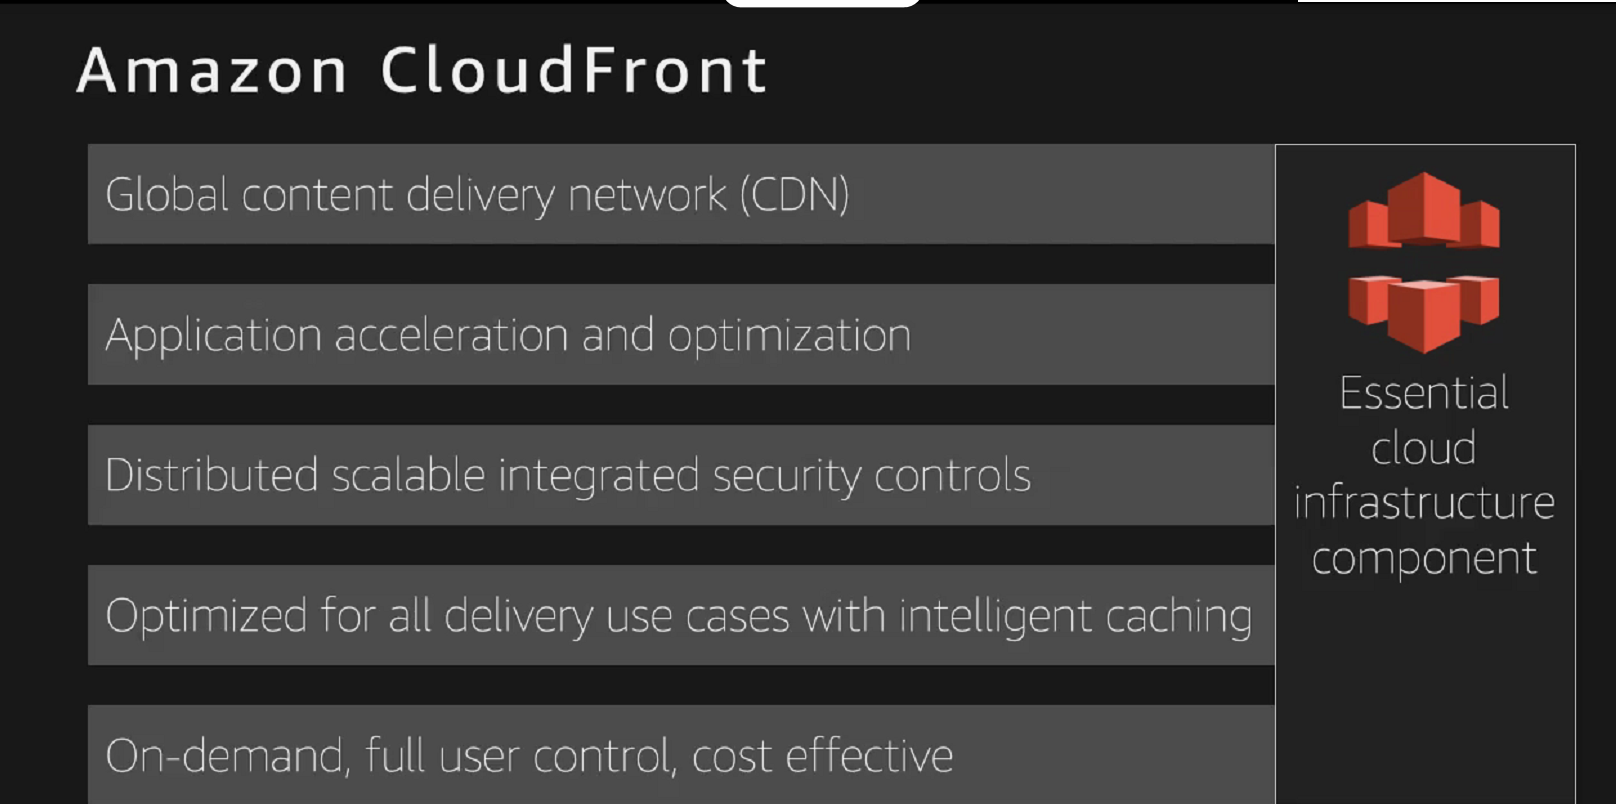 Amazon CloudFront
Global content delivery network (CDN)
Application acceleration and optimization
Distributed scalable integrated security controls
Optimized for all delivery use cases with intelligent caching
On-demand, full user control, cost effective
Essential
cloud
infrastructure
component